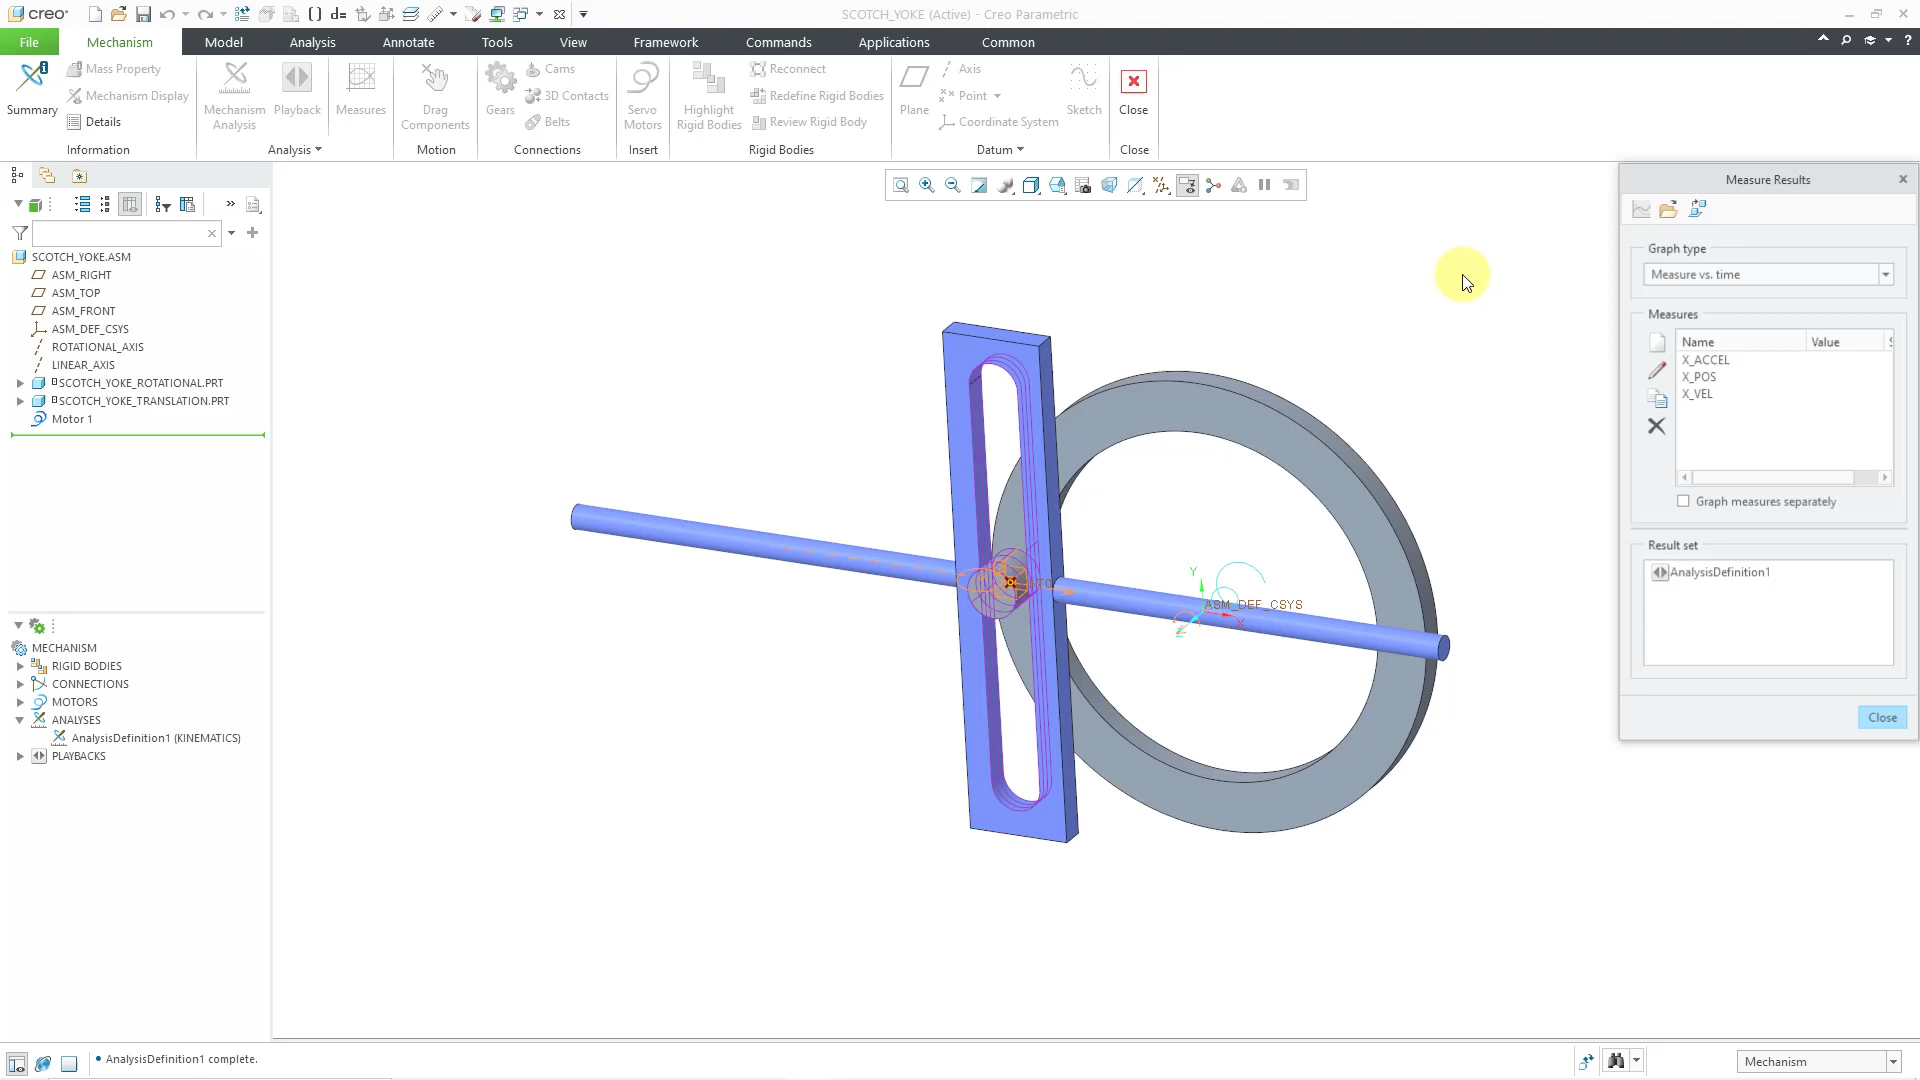 creo
SCOTCH_YOKE (Active) - Creo Parametric
File
Mechanism
Model
Analysis
Annotate
Tools
View
Framework
Commands
Applications
Common
Summary
Mass Property
Mechanism Display
Details
Information
Mechanism
Analysis
Playback
Measures
Analysis
Drag
Components
Motion
Gears
Cams
3D Contacts
Belts
Connections
Servo
Motors
Insert
Highlight
Rigid Bodies
Reconnect
Redefine Rigid Bodies
Review Rigid Body
Rigid Bodies
Plane
Axis
Point
Coordinate System
Sketch
Datum
Close
Close
SCOTCH_YOKE.ASM
ASM_RIGHT
ASM_TOP
ASM_FRONT
ASM_DEF_CSYS
ROTATIONAL_AXIS
LINEAR_AXIS
SCOTCH_YOKE_ROTATIONAL.PRT
SCOTCH_YOKE_TRANSLATION.PRT
Motor 1
MECHANISM
RIGID BODIES
CONNECTIONS
MOTORS
ANALYSES
AnalysisDefinition1 (KINEMATICS)
PLAYBACKS
Y
ASM_DEF_CSYS
X
Z
Measure Results
Graph type
Measure vs. time
Measures
Name
Value
X_ACCEL
X_POS
X_VEL
Graph measures separately
Result set
AnalysisDefinition1
Close
AnalysisDefinition1 complete.
Mechanism